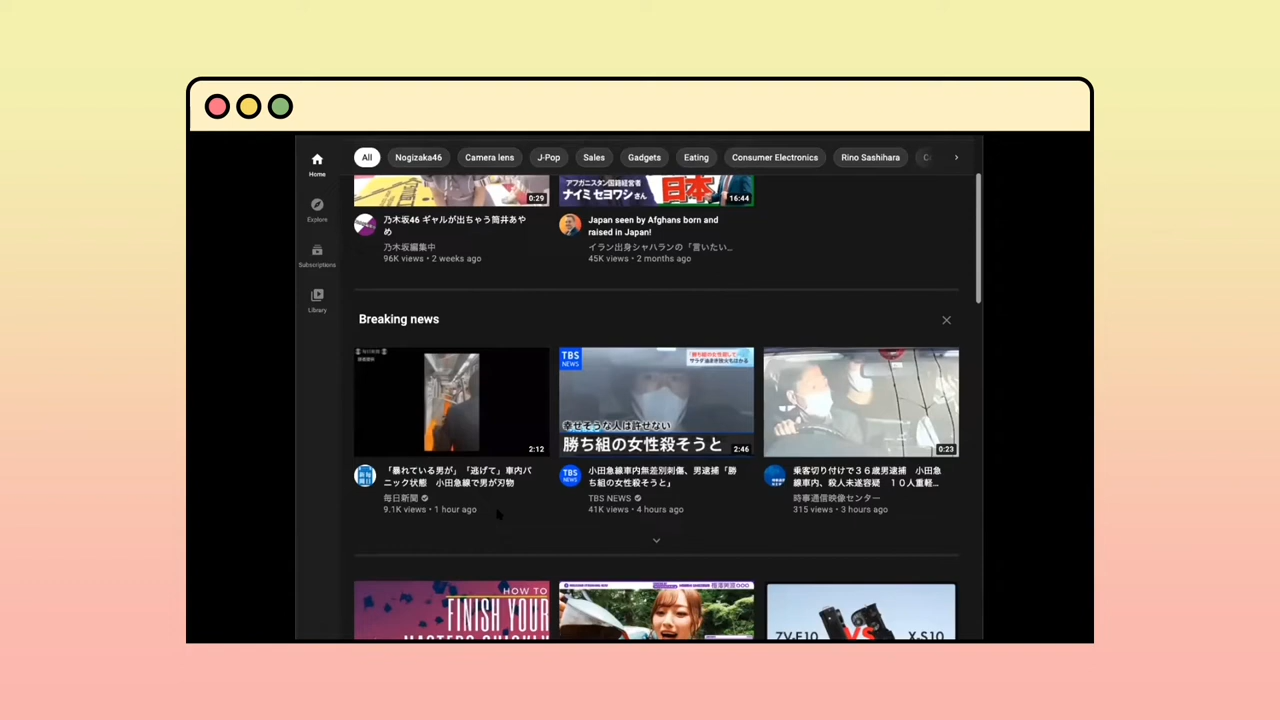 All Nogizaka46 Camera lens J-Pop Sales Gadgets Eating Consumer Electronics Rino Sashihara
Home
Explore
Subscriptions
Library
0:29
アフガニスタン国籍経営者
ナイミ セヨワシさん
日本
16:44
乃木坂46 ギャルが出ちゃう筒井あや
め
乃木坂編集中
96K views • 2 weeks ago
Japan seen by Afghans born and
raised in Japan!
イラン出身シャハランの「言いたい...
45K views • 2 months ago
Breaking news
2:12
「暴れている男が」「逃げて」車内パ
ニック状態 小田急線で男が刃物
毎日新聞
9.1K views • 1 hour ago
TBS
NEWS
幸せそうな人は許せない
勝ち組の女性殺そうと
2:46
小田急線車内無差別刺傷、男逮捕「勝
ち組の女性殺そうと」
TBS NEWS
41K views • 4 hours ago
0:23
乗客切り付けで３６歳男逮捕 小田急
線車内、殺人未遂容疑 １０人重軽...
時事通信映像センター
315 views • 3 hours ago
HOW TO
FINISH YOUR
MASTERS QUICKLY
ZV-E10 VS X-S10